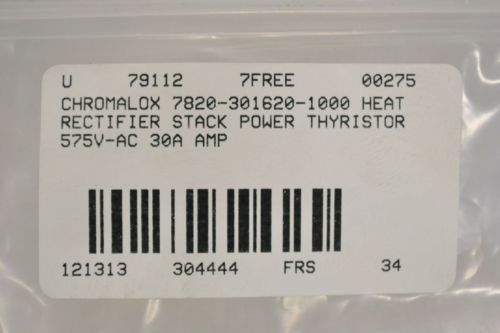 U 79112 7FREE 00275
CHROMALOX 7820-301620-1000 HEAT
RECTIFIER STACK POWER THYRISTOR
575V-AC 30A AMP
121313 304444 FRS 34